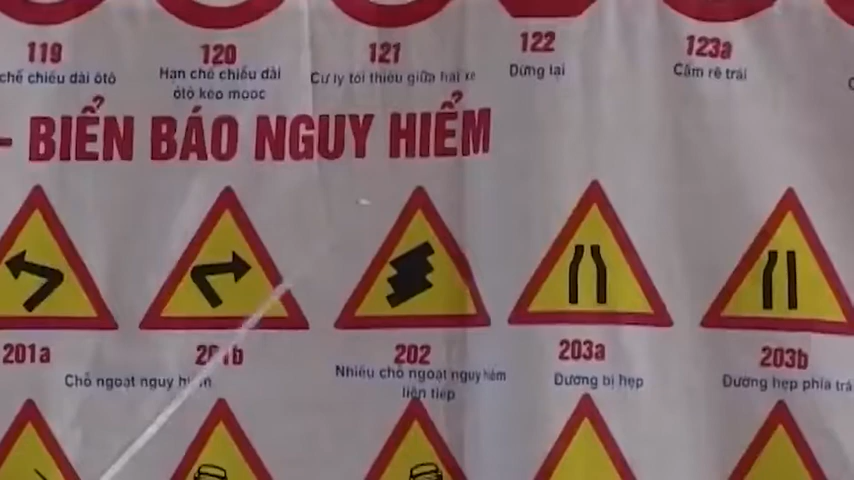 119
120
121
122
123a
chế chiều dài ôtô
Hạn chế chiều dài
ôtô kéo mooc
Cự ly tối thiểu giữa hai xe
Dừng lại
Cấm rẽ trái
- BIỂN BÁO NGUY HIỂM
201a
201b
202
203a
203b
Chỗ ngoặt nguy hiểm
Nhiều chỗ ngoặt nguy hiểm
liên tiếp
Đường bị hẹp
Đường hẹp phía trá